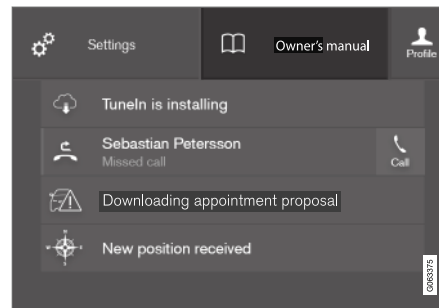 Settings
Owner's manual
Profile
TuneIn is installing
Sebastian Petersson
Missed call
Call
Downloading appointment proposal
New position received
G063375